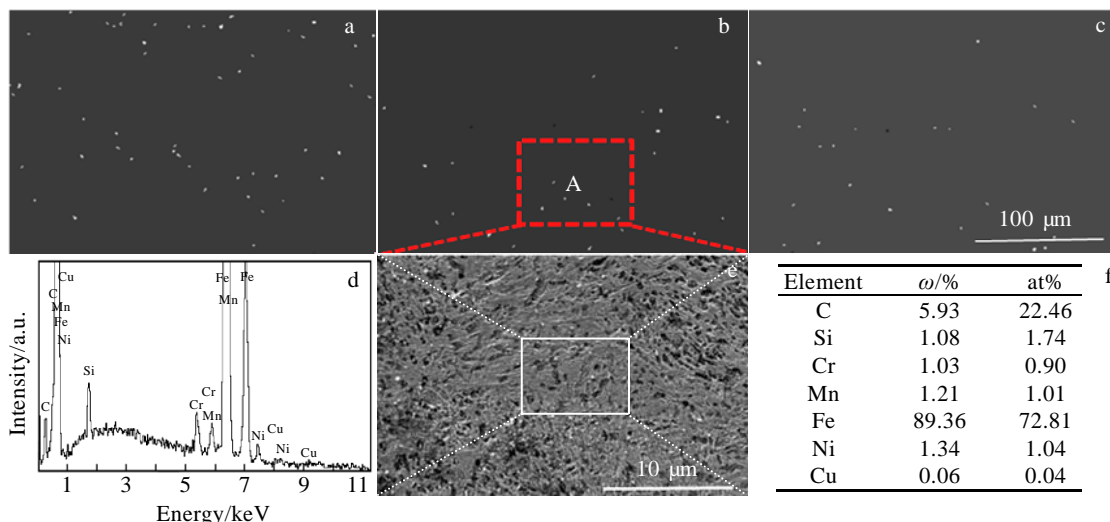 a
b
c
A
100 μm
d
e
f
Cu
C
Mn
Fe
Ni
C
Si
Cr
Cr
Mn
Fe
Mn
Fe
Ni
Cu
Ni
Cu
Intensity/a.u.
1 3 5 7 9 11
Energy/keV
10 μm
Element ω/% at%
C 5.93 22.46
Si 1.08 1.74
Cr 1.03 0.90
Mn 1.21 1.01
Fe 89.36 72.81
Ni 1.34 1.04
Cu 0.06 0.04